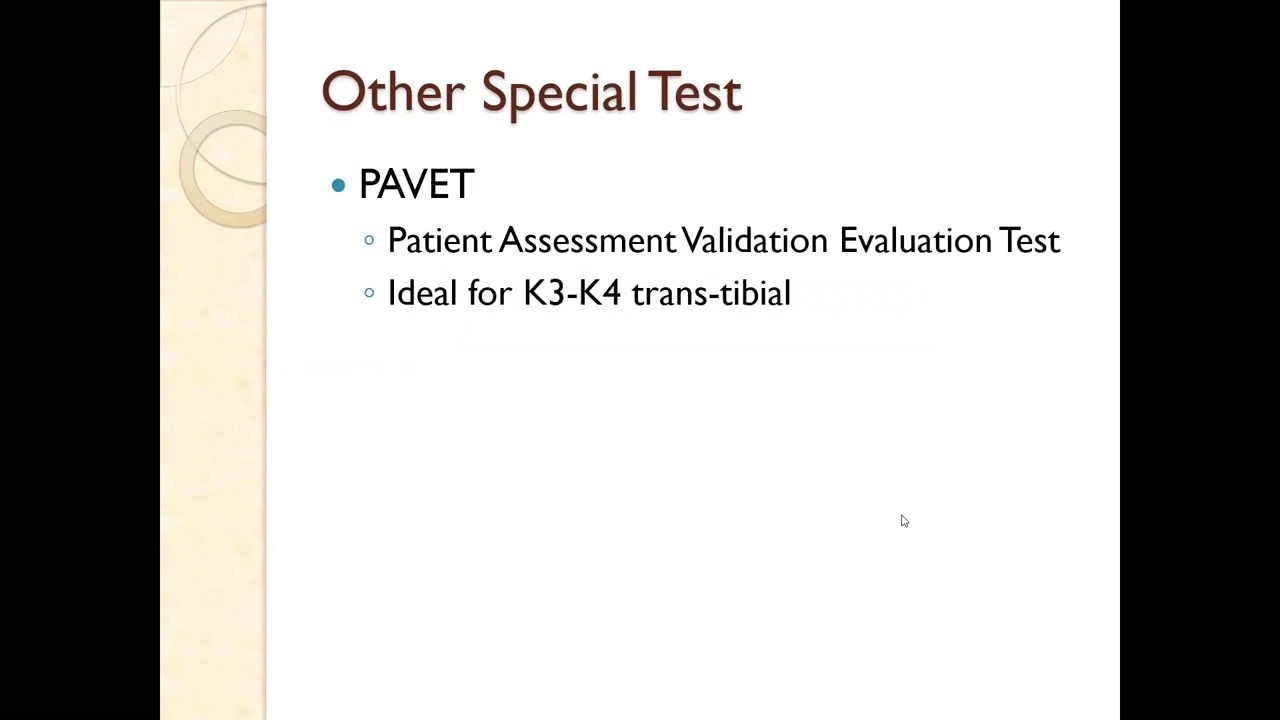 Other Special Test
PAVET
Patient Assessment Validation Evaluation Test
Ideal for K3-K4 trans-tibial